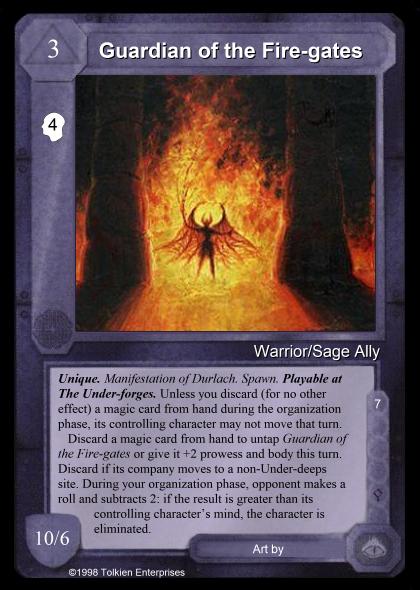 3
Guardian of the Fire-gates
4
Warrior/Sage Ally
Unique. Manifestation of Durlach. Spawn. Playable at
The Under-forges. Unless you discard (for no other
effect) a magic card from hand during the organization
phase, its controlling character may not move that turn.
Discard a magic card from hand to untap Guardian of
the Fire-gates or give it +2 prowess and body this turn.
Discard if its company moves to a non-Under-deeps
site. During your organization phase, opponent makes a
roll and subtracts 2: if the result is greater than its
controlling character's mind, the character is
eliminated.
7
10/6
Art by
©1998 Tolkien Enterprises